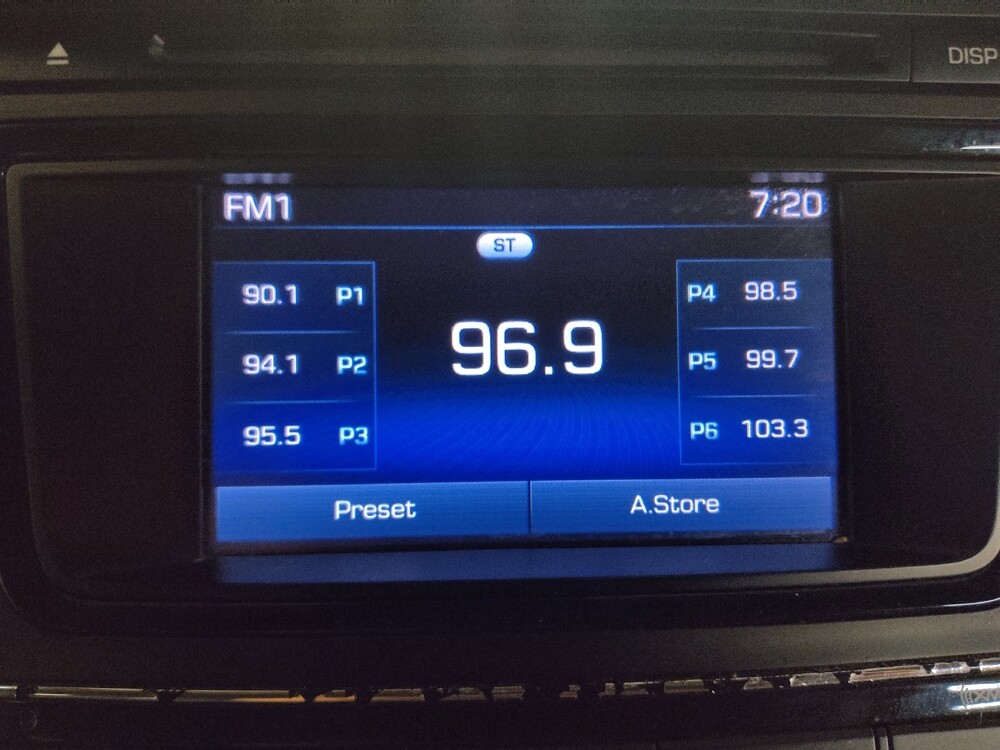 DISP
FM1 7:20
ST
90.1 P1
94.1 P2
95.5 P3
96.9
P4 98.5
P5 99.7
P6 103.3
Preset A.Store